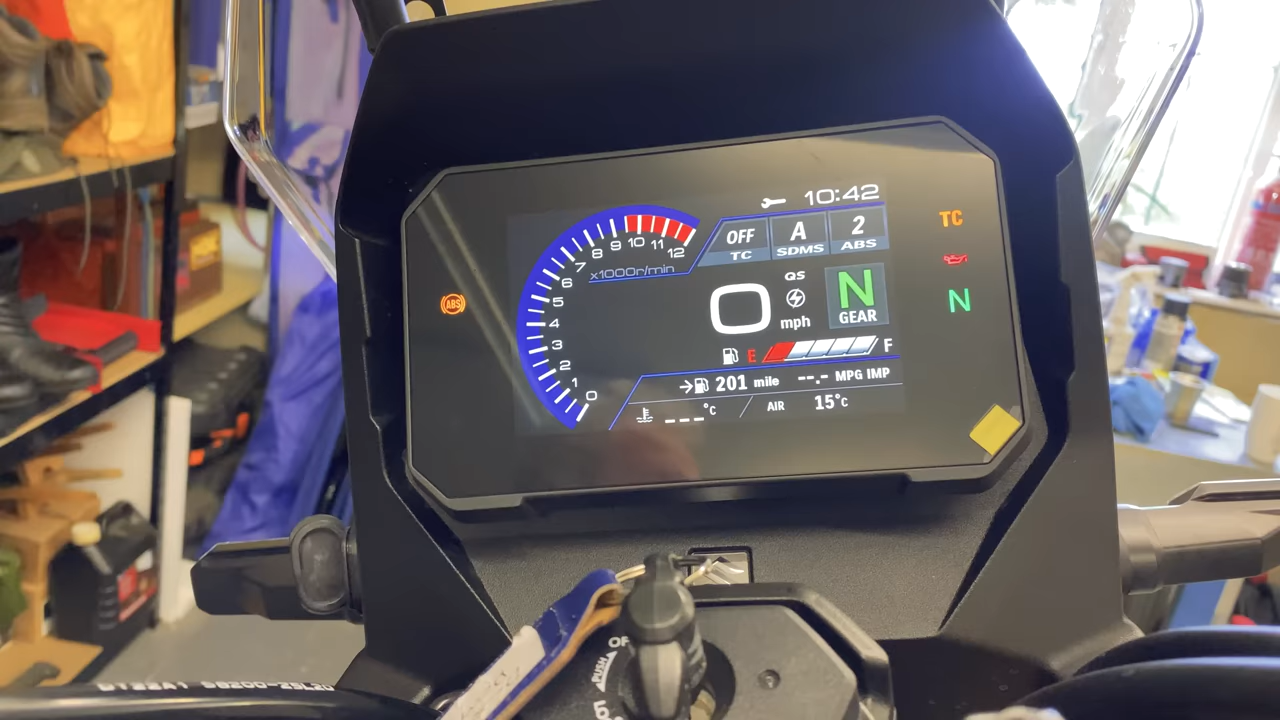 10:42
OFF A 2
TC SDMS ABS
TC
0 1 2 3 4 5 6 7 8 9 10 11 12
x1000r/min
ABS
QS
0 mph
N
GEAR
N
E F
201 mile --.- MPG IMP
---°C AIR 15°C
PUSH